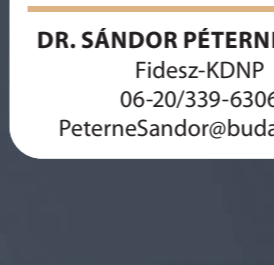 DR. SÁNDOR PÉTERN
Fidesz-KDNP
06-20/339-6306
PeterneSandor@buda